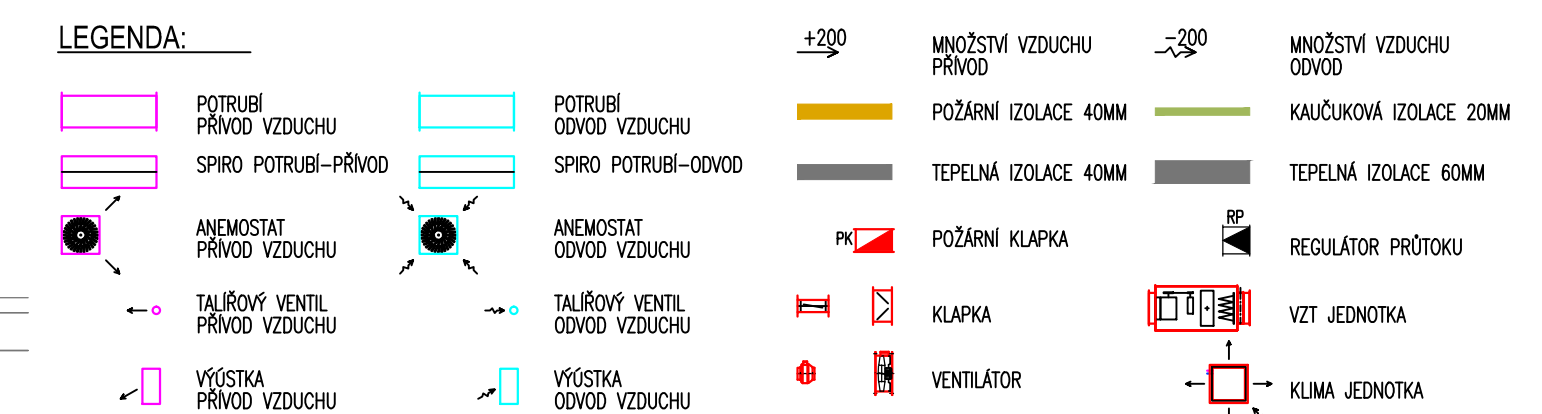 LEGENDA:
POTRUBÍ
PŘÍVOD VZDUCHU
SPIRO POTRUBÍ-PŘÍVOD
ANEMOSTAT
PŘÍVOD VZDUCHU
TALÍŘOVÝ VENTIL
PŘÍVOD VZDUCHU
VÝÚSTKA
PŘÍVOD VZDUCHU
POTRUBÍ
ODVOD VZDUCHU
SPIRO POTRUBÍ-ODVOD
ANEMOSTAT
ODVOD VZDUCHU
TALÍŘOVÝ VENTIL
ODVOD VZDUCHU
VÝÚSTKA
ODVOD VZDUCHU
+200
MNOŽSTVÍ VZDUCHU
PŘÍVOD
POŽÁRNÍ IZOLACE 40MM
TEPELNÁ IZOLACE 40MM
PK
POŽÁRNÍ KLAPKA
KLAPKA
VENTILÁTOR
-200
MNOŽSTVÍ VZDUCHU
ODVOD
KAUČUKOVÁ IZOLACE 20MM
TEPELNÁ IZOLACE 60MM
RP
REGULÁTOR PRŮTOKU
VZT JEDNOTKA
KLIMA JEDNOTKA